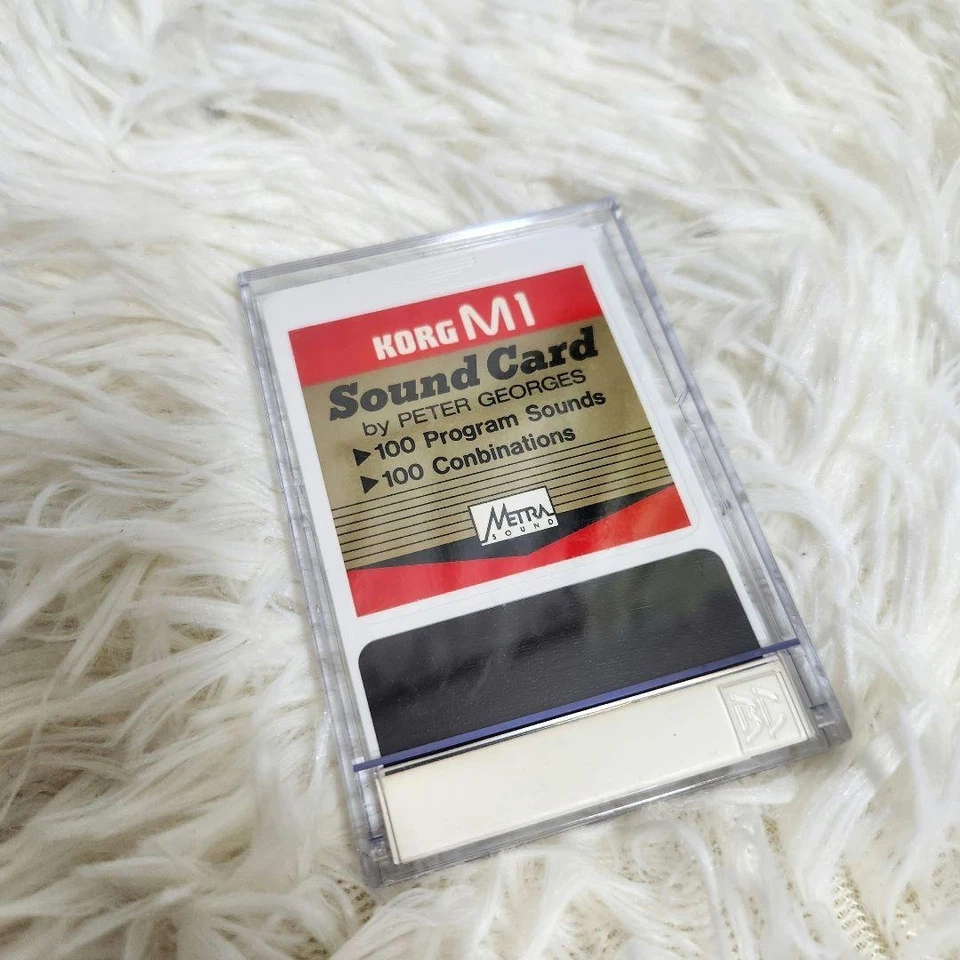 KORG M1
Sound Card
by PETER GEORGES
▶100 Program Sounds
▶100 Conbinations
METRA
SOUND